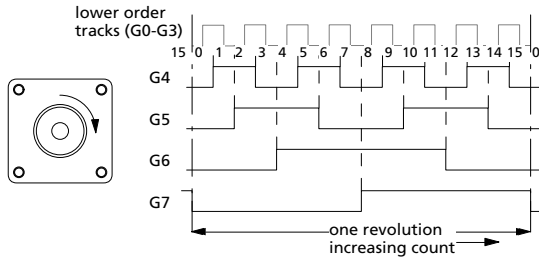 lower order
tracks (G0-G3)
15 0 1 2 3 4 5 6 7 8 9 10 11 12 13 14 15 0
G4
G5
G6
G7
one revolution
increasing count